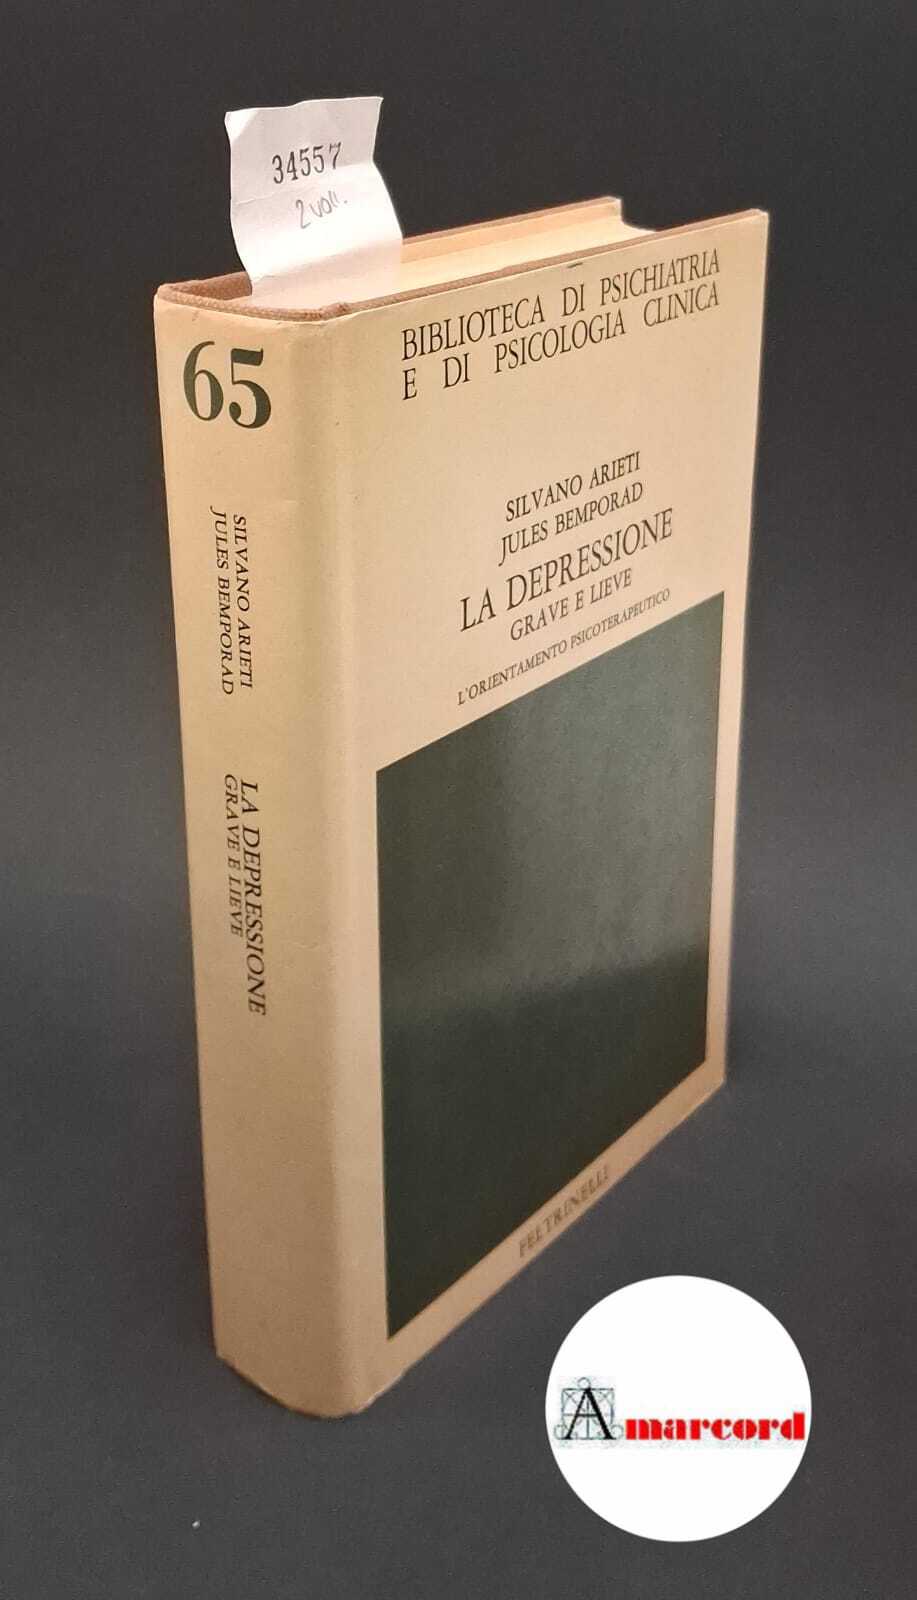 34557
2 voll.
65
SILVANO ARIETI
JULES BEMPORAD
LA DEPRESSIONE
GRAVE E LIEVE
BIBLIOTECA DI PSICHIATRIA
E DI PSICOLOGIA CLINICA
SILVANO ARIETI
JULES BEMPORAD
LA DEPRESSIONE
GRAVE E LIEVE
L'ORIENTAMENTO PSICOTERAPEUTICO
FELTRINELLI
Amarcord